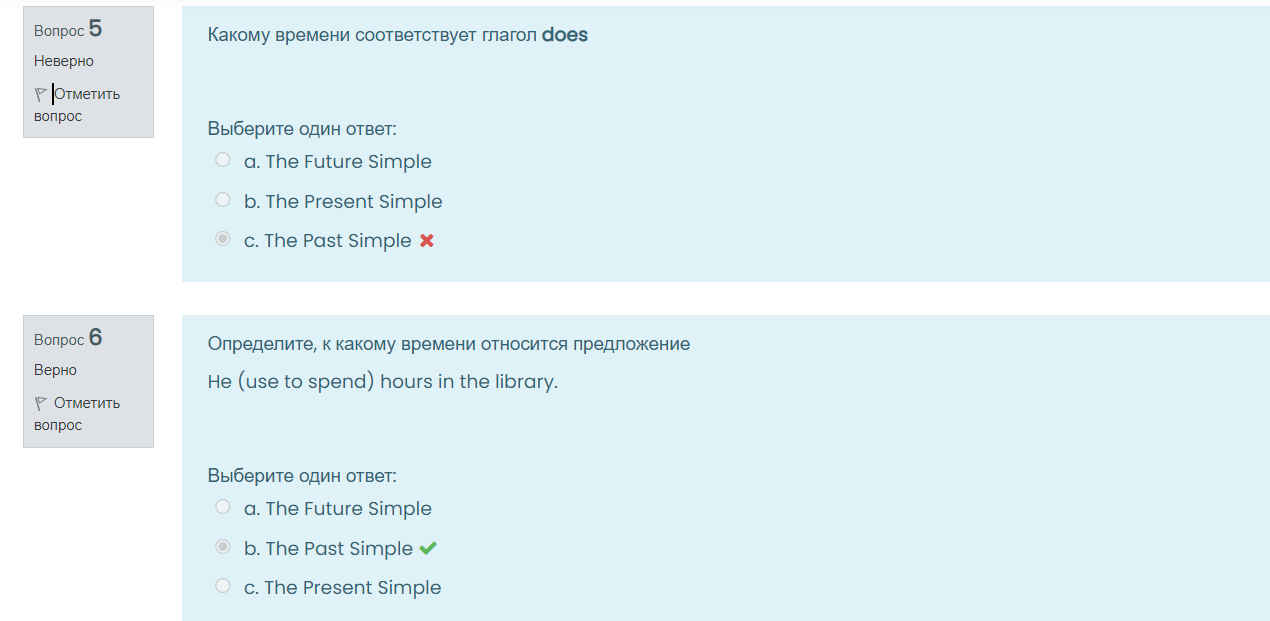 Вопрос 5
Неверно
Отметить
вопрос
Какому времени соответствует глагол does
Выберите один ответ:
a. The Future Simple
b. The Present Simple
c. The Past Simple
Вопрос 6
Верно
Отметить
вопрос
Определите, к какому времени относится предложение
He (use to spend) hours in the library.
Выберите один ответ:
a. The Future Simple
b. The Past Simple
c. The Present Simple